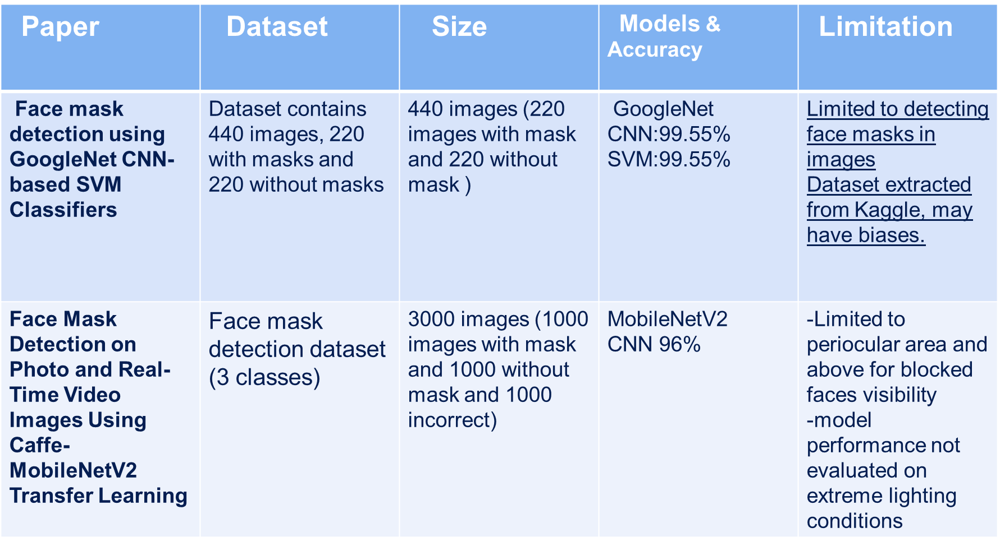 Paper
Dataset
Size
Models &
Accuracy
Limitation
Face mask
detection using
GoogleNet CNN-
based SVM
Classifiers
Dataset contains
440 images, 220
with masks and
220 without masks
440 images (220
images with mask
and 220 without
mask )
GoogleNet
CNN:99.55%
SVM:99.55%
Limited to detecting
face masks in
images
Dataset extracted
from Kaggle, may
have biases.
Face Mask
Detection on
Photo and Real-
Time Video
Images Using
Caffe-
MobileNetV2
Transfer Learning
Face mask
detection dataset
(3 classes)
3000 images (1000
images with mask
and 1000 without
mask and 1000
incorrect)
MobileNetV2
CNN 96%
-Limited to
periocular area and
above for blocked
faces visibility
-model
performance not
evaluated on
extreme lighting
conditions